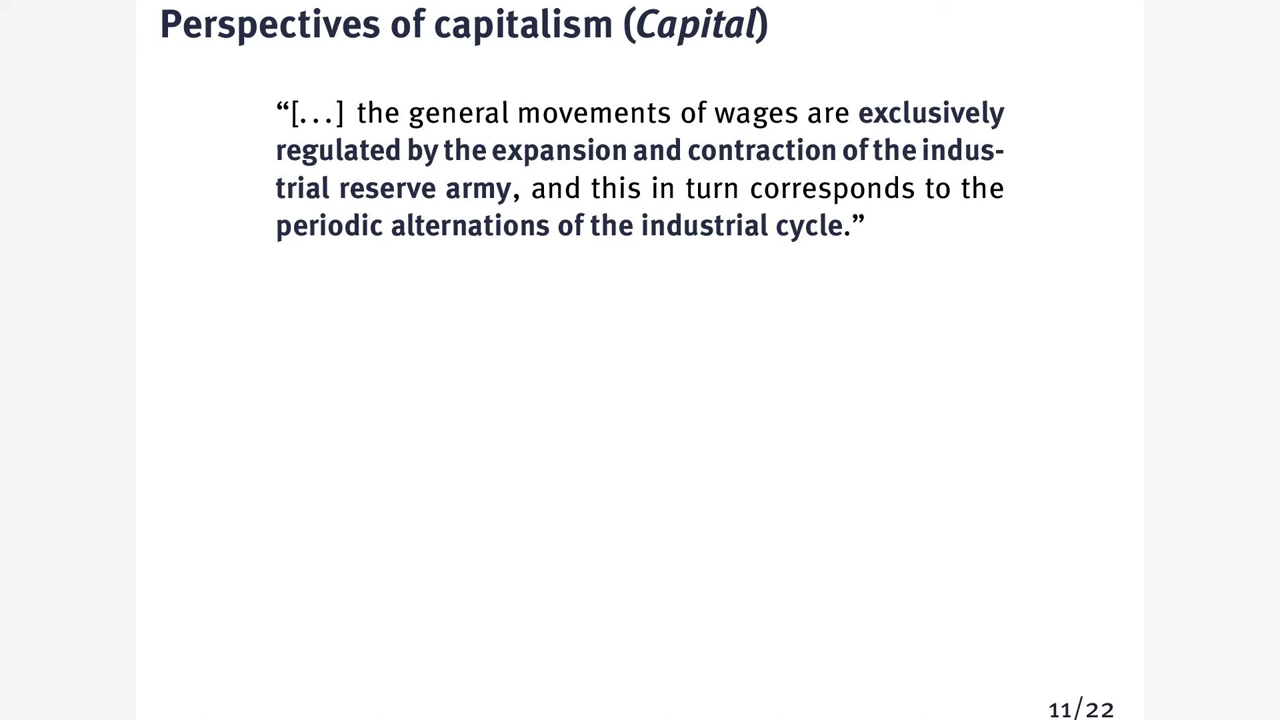 Perspectives of capitalism (Capital)
“[…] the general movements of wages are exclusively
regulated by the expansion and contraction of the indus-
trial reserve army, and this in turn corresponds to the
periodic alternations of the industrial cycle.”
11/22